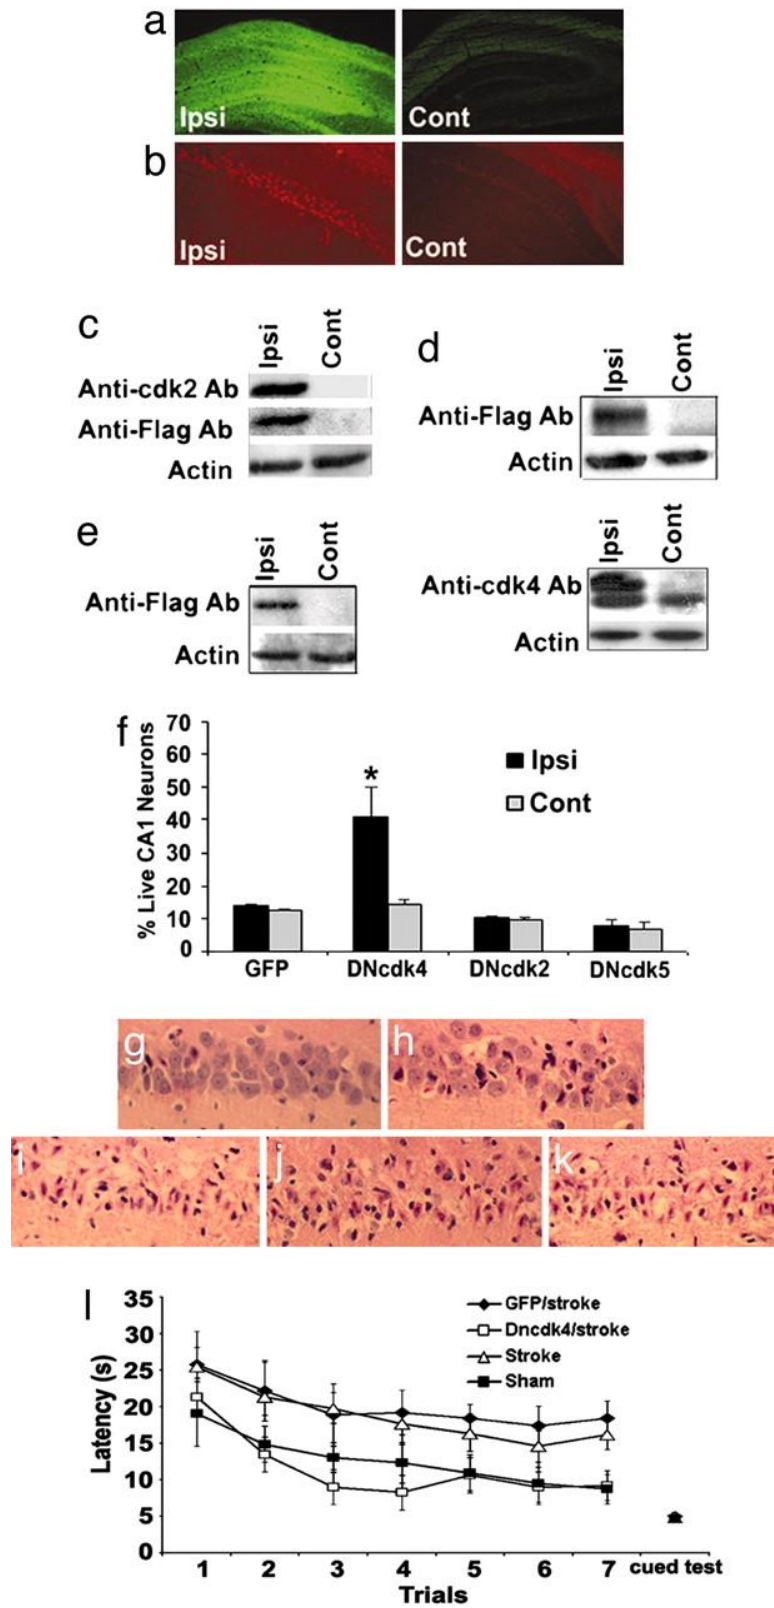 a
Ipsi Cont
b
Ipsi Cont
c
Ipsi Cont
Anti-cdk2 Ab
Anti-Flag Ab
Actin
d
Ipsi Cont
Anti-Flag Ab
Actin
e
Ipsi Cont
Anti-Flag Ab
Actin
Ipsi Cont
Anti-cdk4 Ab
Actin
f
% Live CA1 Neurons
70
60
50
40
30
20
10
0
*
Ipsi
Cont
GFP DNcdk4 DNcdk2 DNcdk5
g h
i j k
l
Latency (s)
35
30
25
20
15
10
5
0
GFP/stroke
Dncdk4/stroke
Stroke
Sham
1 2 3 4 5 6 7 cued test
Trials